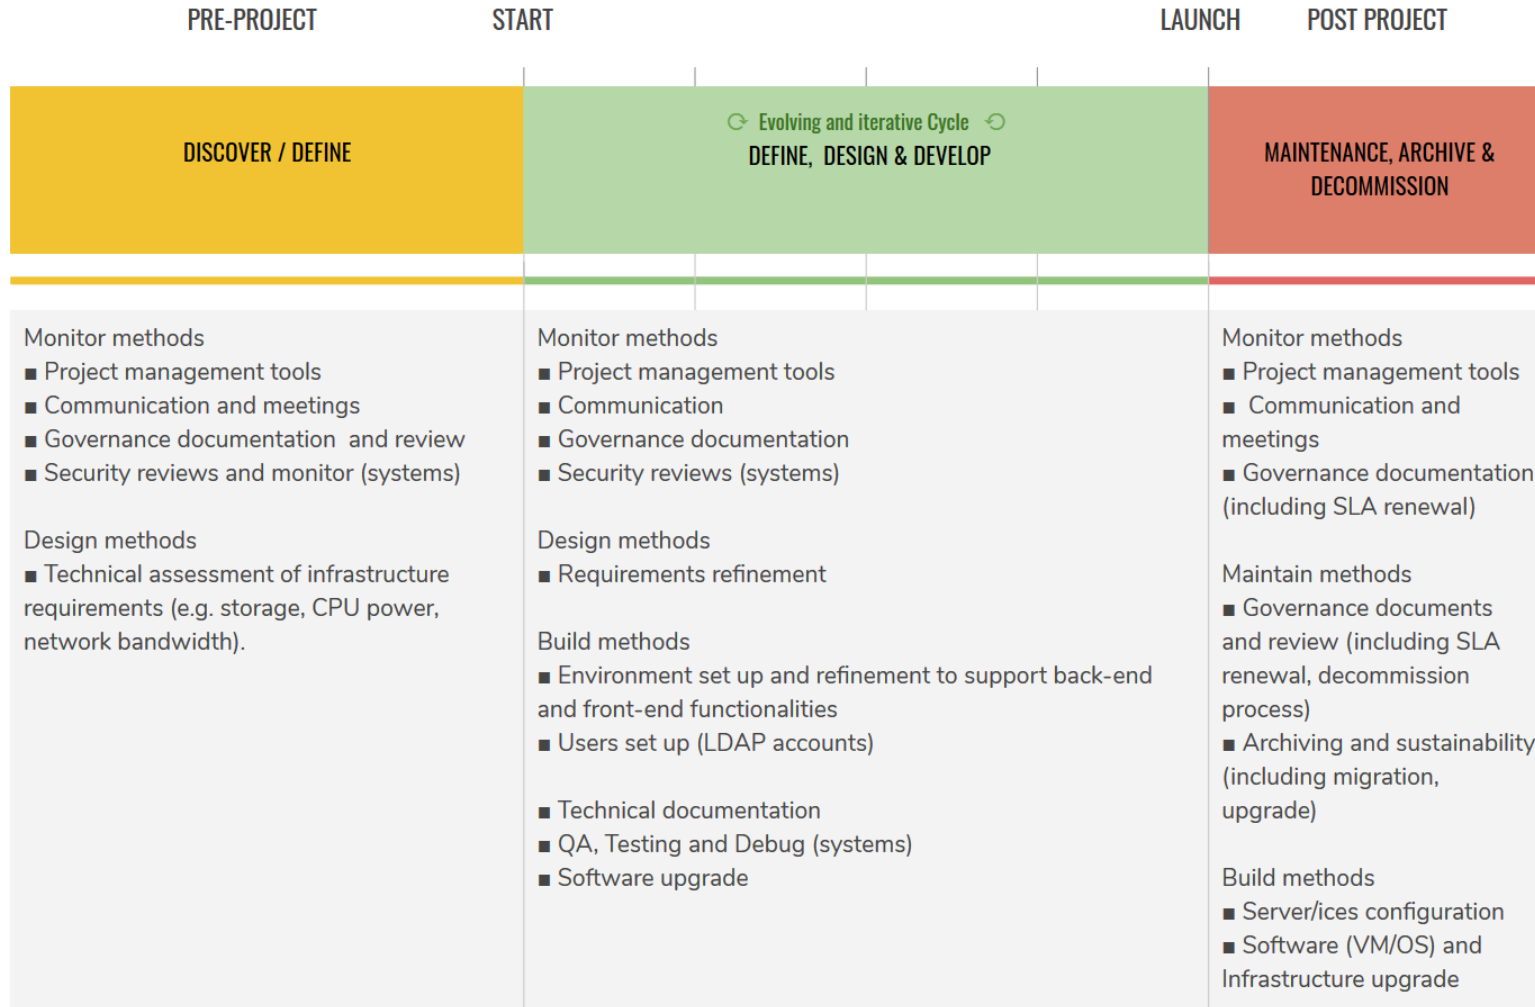 PRE-PROJECT
START
LAUNCH
POST PROJECT
DISCOVER / DEFINE
Evolving and iterative Cycle
DEFINE, DESIGN & DEVELOP
MAINTENANCE, ARCHIVE &
DECOMMISSION
Monitor methods
■ Project management tools
■ Communication and meetings
■ Governance documentation and review
■ Security reviews and monitor (systems)
Design methods
■ Technical assessment of infrastructure
requirements (e.g. storage, CPU power,
network bandwidth).
Monitor methods
■ Project management tools
■ Communication
■ Governance documentation
■ Security reviews (systems)
Design methods
■ Requirements refinement
Build methods
■ Environment set up and refinement to support back-end
and front-end functionalities
■ Users set up (LDAP accounts)
■ Technical documentation
■ QA, Testing and Debug (systems)
■ Software upgrade
Monitor methods
■ Project management tools
■ Communication and
meetings
■ Governance documentation
(including SLA renewal)
Maintain methods
■ Governance documents
and review (including SLA
renewal, decommission
process)
■ Archiving and sustainability
(including migration,
upgrade)
Build methods
■ Server/ices configuration
■ Software (VM/OS) and
Infrastructure upgrade